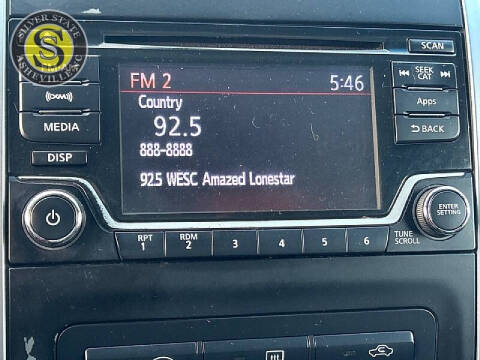 SILVER STATE
S
ASHEVILLE, NC
FM 2
5:46
Country
92.5
888-8888
92.5 WESC Amazed Lonestar
SCAN
SEEK
CAT
Apps
BACK
((XM))
MEDIA
DISP
ENTER
SETTING
TUNE
SCROLL
RPT
1
RDM
2
3
4
5
6